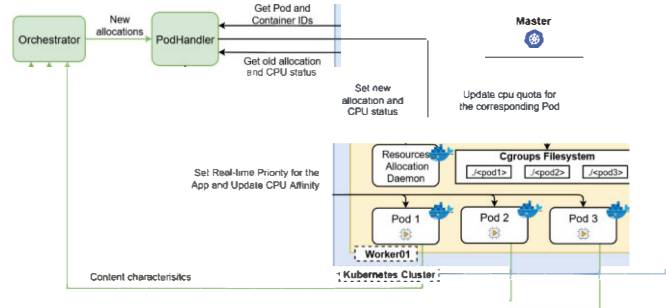 New
allocations
Orchestrator
PodHandler
Get Pod and
Container IDs
Get old allocation
and CPU status
Master
Set new
allocation and
CPU status
Update cpu quota for
the corresponding Pod
Resources
Allocation
Daemon
Cgroups Filesystem
./<pod1>
./<pod2>
./<pod3>
Set Real-time Priority for the
App and Update CPU Affinity
Pod 1
Pod 2
Pod 3
Worker01
Kubernetes Cluster
Content characteristics